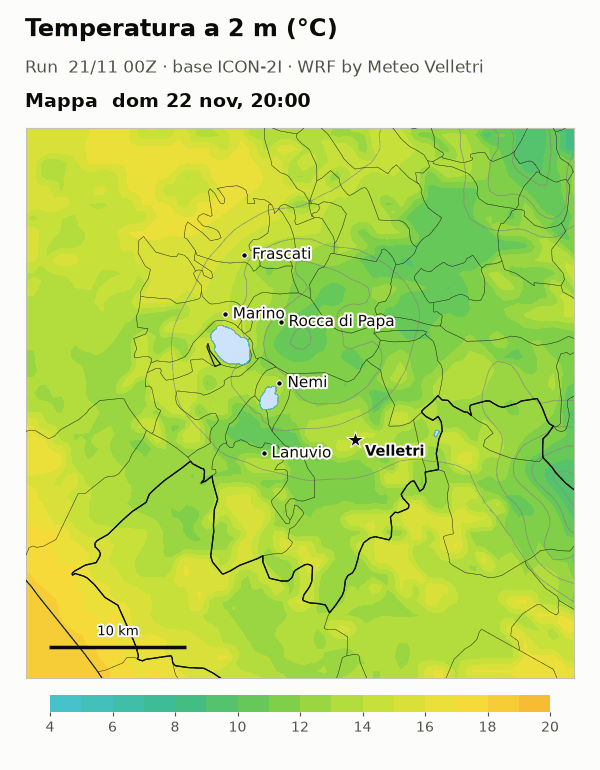 Temperatura a 2 m (°C)
Run  21/11 00Z · base ICON-2I · WRF by Meteo Velletri
Mappa  dom 22 nov, 20:00
Frascati
Marino
Rocca di Papa
Nemi
Velletri
Lanuvio
10 km
4 6 8 10 12 14 16 18 20